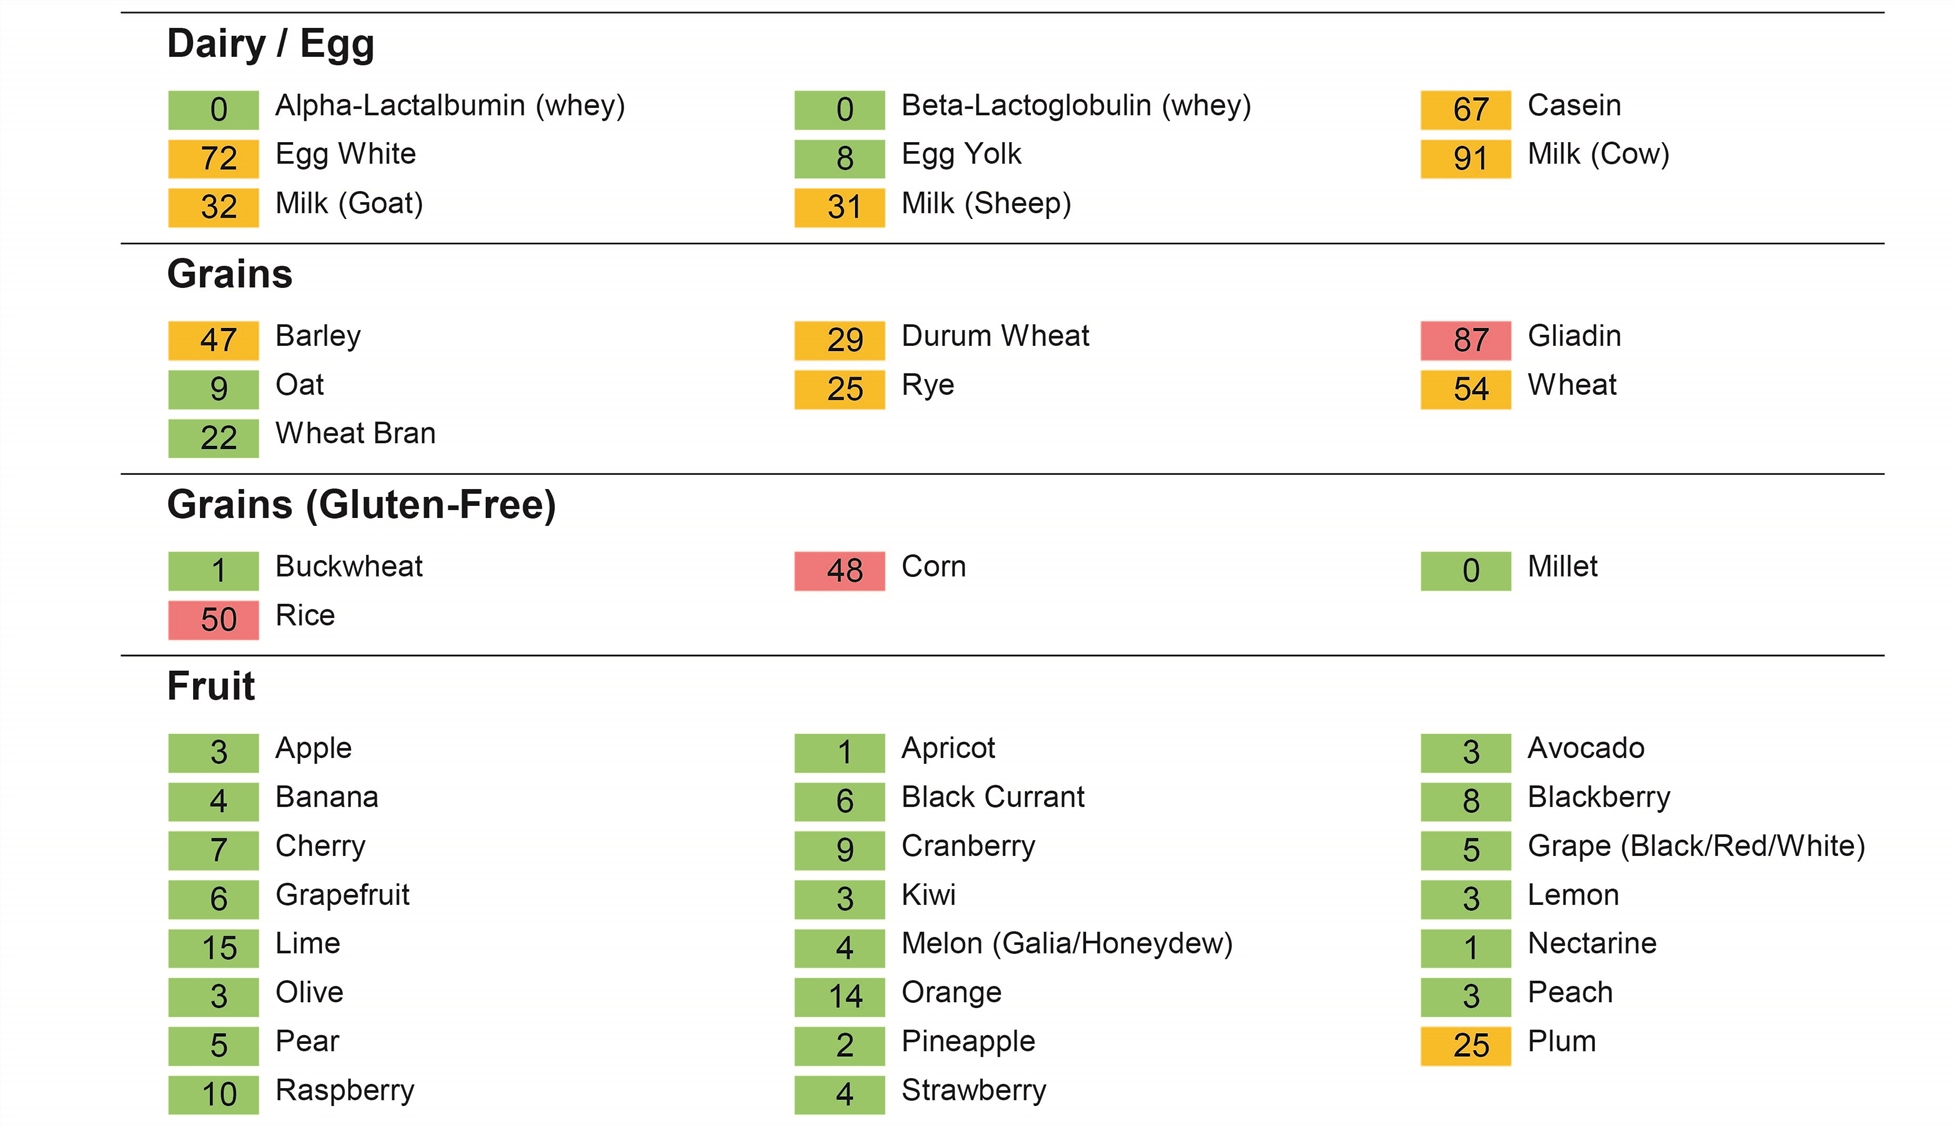 Dairy / Egg
0 Alpha-Lactalbumin (whey) 0 Beta-Lactoglobulin (whey) 67 Casein
72 Egg White 8 Egg Yolk 91 Milk (Cow)
32 Milk (Goat) 31 Milk (Sheep)
Grains
47 Barley 29 Durum Wheat 87 Gliadin
9 Oat 25 Rye 54 Wheat
22 Wheat Bran
Grains (Gluten-Free)
1 Buckwheat 48 Corn 0 Millet
50 Rice
Fruit
3 Apple 1 Apricot 3 Avocado
4 Banana 6 Black Currant 8 Blackberry
7 Cherry 9 Cranberry 5 Grape (Black/Red/White)
6 Grapefruit 3 Kiwi 3 Lemon
15 Lime 4 Melon (Galia/Honeydew) 1 Nectarine
3 Olive 14 Orange 3 Peach
5 Pear 2 Pineapple 25 Plum
10 Raspberry 4 Strawberry